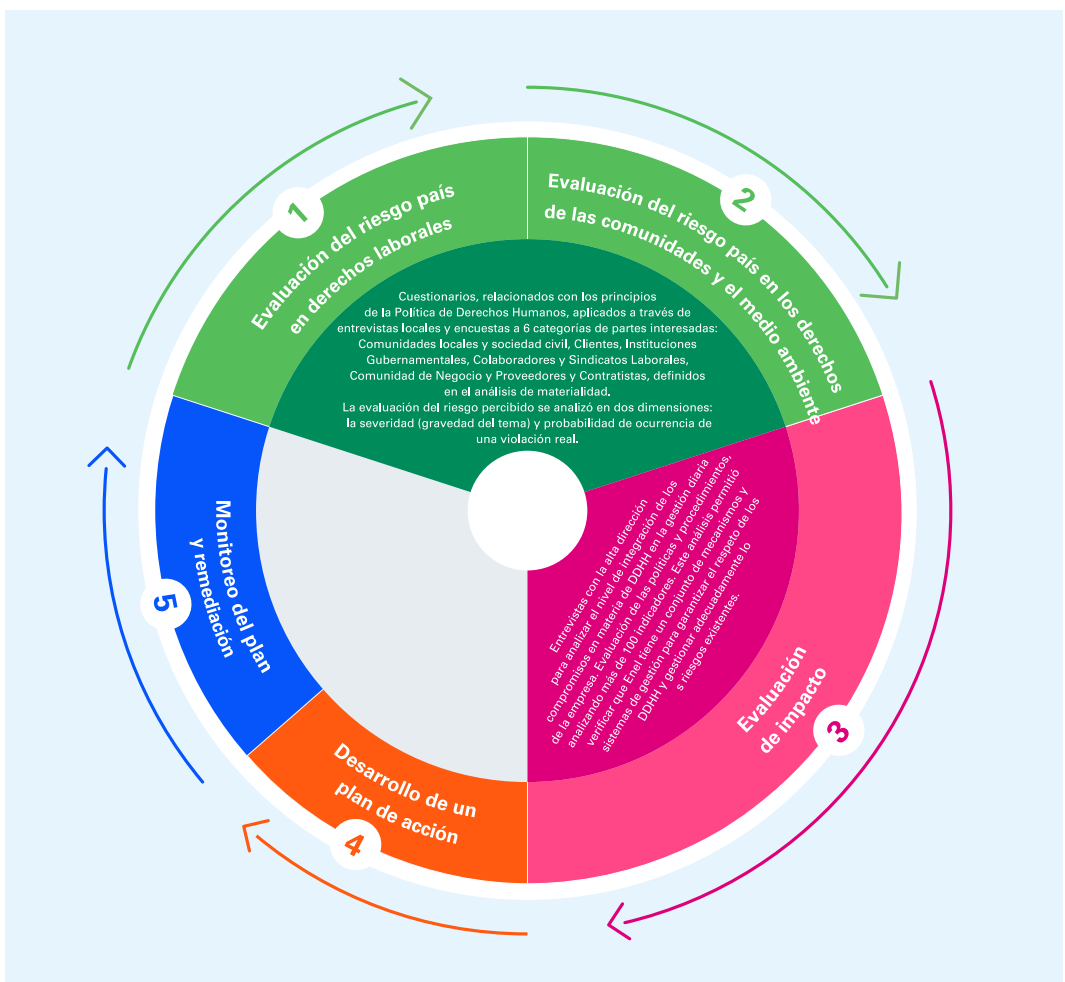 1
Evaluación del riesgo país
en derechos laborales
2
Evaluación del riesgo país en los derechos
de las comunidades y el medio ambiente
Cuestionarios, relacionados con los principios
de la Política de Derechos Humanos, aplicados a través de
entrevistas locales y encuestas a 6 categorías de partes interesadas:
Comunidades locales y sociedad civil, Clientes, Instituciones
Gubernamentales, Colaboradores y Sindicatos Laborales,
Comunidad de Negocio y Proveedores y Contratistas, definidos
en el análisis de materialidad.
La evaluación del riesgo percibido se analizó en dos dimensiones:
la severidad (gravedad del tema) y probabilidad de ocurrencia de
una violación real.
3
Evaluación
de impacto
Entrevistas con la alta dirección
para analizar el nivel de integración de los
compromisos en matería de DDHH en la gestión diaria
de la empresa. Evaluación de las políticas y procedimientos,
analizando más de 100 indicadores. Este análisis permitió
verificar que Enel tiene un conjunto de mecanismos y
sistemas de gestión para garantizar el respeto de los
DDHH y gestionar adecuadamente lo
s riesgos existentes.
4
Desarrollo de un
plan de acción
5
Monitoreo del plan
y remediación